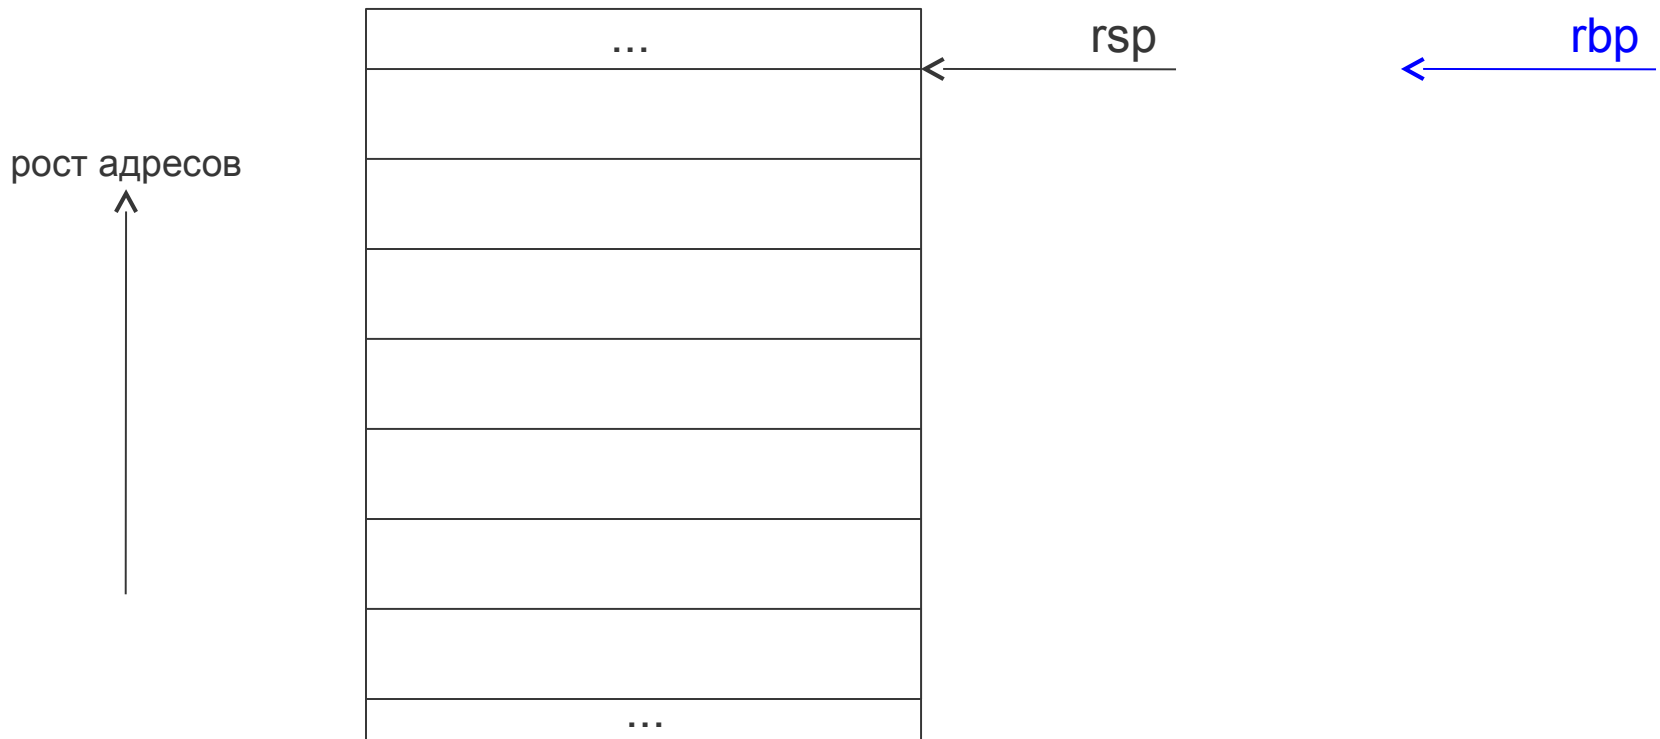 ...
rsp
rbp
рост адресов
...